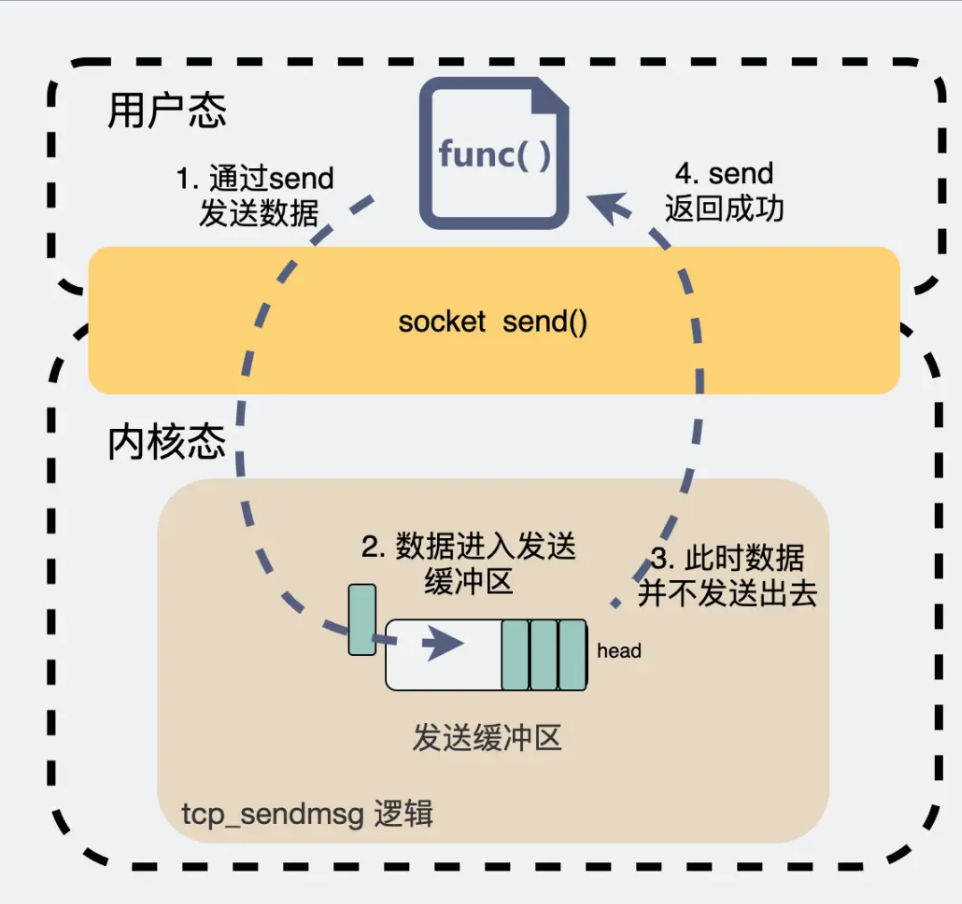 用户态
func( )
1. 通过send
发送数据
4. send
返回成功
socket send()
内核态
2. 数据进入发送
缓冲区
3. 此时数据
并不发送出去
head
发送缓冲区
tcp_sendmsg 逻辑